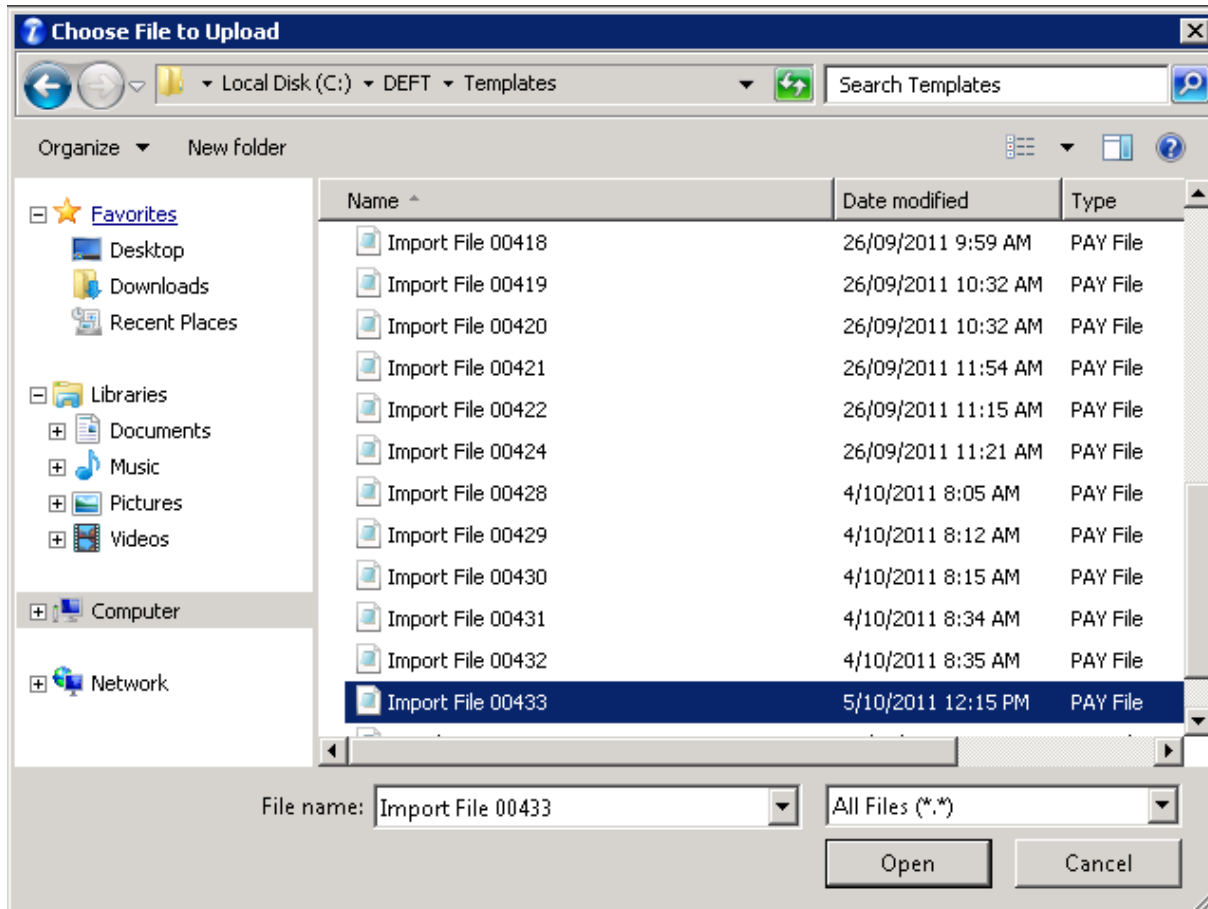 Choose File to Upload
Local Disk (C:) DEFT Templates
Search Templates
Organize New folder
Favorites
Desktop
Downloads
Recent Places
Libraries
Documents
Music
Pictures
Videos
Computer
Network
Name Date modified Type
Import File 00418 26/09/2011 9:59 AM PAY File
Import File 00419 26/09/2011 10:32 AM PAY File
Import File 00420 26/09/2011 10:32 AM PAY File
Import File 00421 26/09/2011 11:54 AM PAY File
Import File 00422 26/09/2011 11:15 AM PAY File
Import File 00424 26/09/2011 11:21 AM PAY File
Import File 00428 4/10/2011 8:05 AM PAY File
Import File 00429 4/10/2011 8:12 AM PAY File
Import File 00430 4/10/2011 8:15 AM PAY File
Import File 00431 4/10/2011 8:34 AM PAY File
Import File 00432 4/10/2011 8:35 AM PAY File
Import File 00433 5/10/2011 12:15 PM PAY File
File name: Import File 00433 All Files (*.*)
Open Cancel